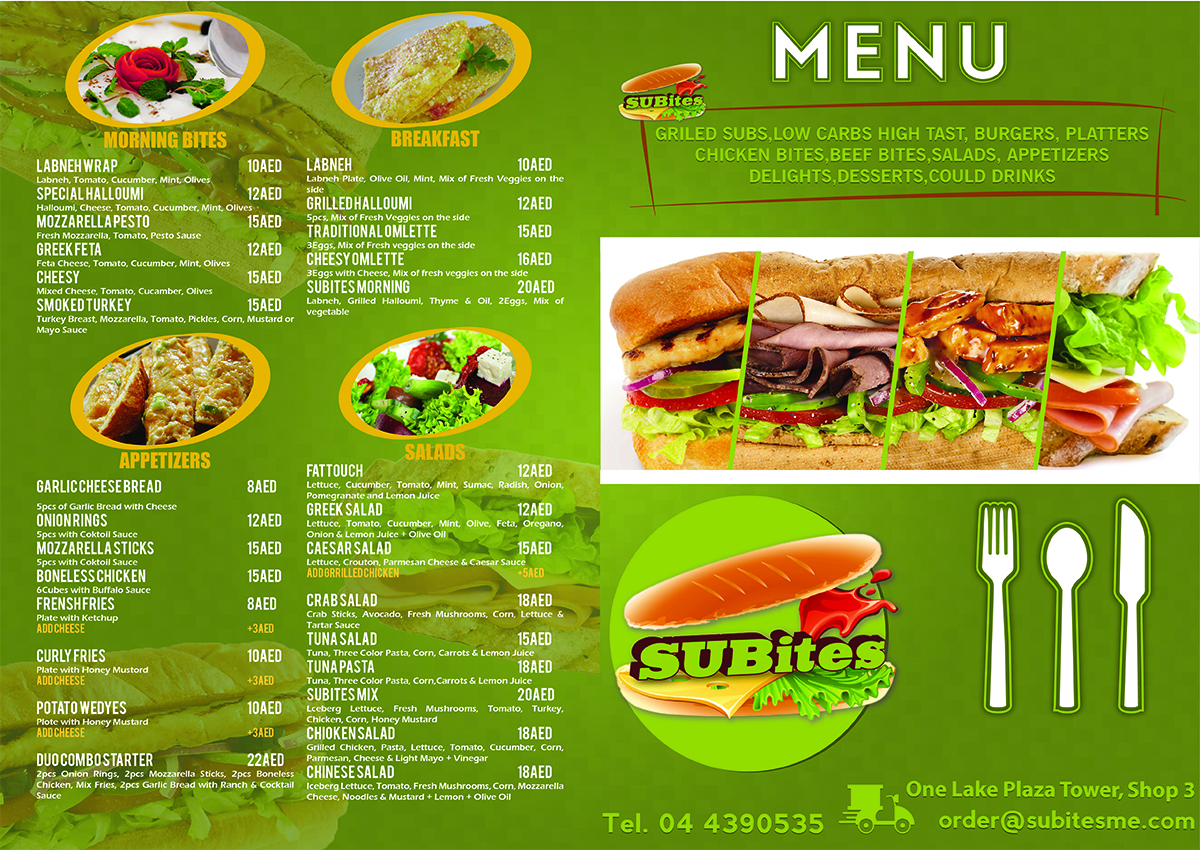 MORNING BITES
LABNEH WRAP 10AED
Labneh, Tomato, Cucumber, Mint, Olives
SPECIAL HALLOUMI 12AED
Halloumi, Cheese, Tomato, Cucumber, Mint, Olives
MOZZARELLA PESTO 15AED
Fresh Mozzarella, Tomato, Pesto Sause
GREEK FETA 12AED
Feta Cheese, Tomato, Cucumber, Mint, Olives
CHEESY 15AED
Mixed Cheese, Tomato, Cucamber, Olives
SMOKED TURKEY 15AED
Turkey Breast, Mozzarella, Tomato, Pickles, Corn, Mustard or
Mayo Sauce
APPETIZERS
GARLIC CHEESE BREAD 8AED
5pcs of Garlic Bread with Cheese
ONION RINGS 12AED
5pcs with Coktoil Sauce
MOZZARELLA STICKS 15AED
5pcs with Coktoil Sauce
BONELESS CHICKEN 15AED
6Cubes with Buffalo Sauce
FRENSH FRIES 8AED
Plate with Ketchup
ADD CHEESE +3AED
CURLY FRIES 10AED
Plate with Honey Mustord
ADD CHEESE +3AED
POTATO WEDYES 10AED
Plote with Honey Mustard
ADD CHEESE +3AED
DUO COMBO STARTER 22AED
2pcs Onion Rings, 2pcs Mozzarella Sticks, 2pcs Boneless
Chicken, Mix Fries, 2pcs Garlic Bread with Ranch & Cocktail
Sauce
BREAKFAST
LABNEH 10AED
Labneh Plate, Olive Oil, Mint, Mix of Fresh Veggies on the
side
GRILLED HALLOUMI 12AED
5pcs, Mix of Fresh Veggies on the side
TRADITIONAL OMLETTE 15AED
3Eggs, Mix of Fresh veggies on the side
CHEESY OMLETTE 16AED
3Eggs with Cheese, Mix of fresh veggies on the side
SUBITES MORNING 20AED
Labneh, Grilled Halloumi, Thyme & Oil, 2Eggs, Mix of
vegetable
SALADS
FATTOUCH 12AED
Lettuce, Cucumber, Tomato, Mint, Sumac, Radish, Onion,
Pomegranate and Lemon Juice
GREEK SALAD 12AED
Lettuce, Tomato, Cucumber, Mint, Olive, Feta, Oregano,
Onion & Lemon Juice + Olive Oil
CAESAR SALAD 15AED
Lettuce, Crouton, Parmesan Cheese & Caesar Sauce
ADD GRRILLED CHICKEN +5AED
CRAB SALAD 18AED
Crab Sticks, Avocado, Fresh Mushrooms, Corn, Lettuce &
Tartar Sauce
TUNA SALAD 15AED
Tuna, Three Color Pasta, Corn, Carrots & Lemon Juice
TUNA PASTA 18AED
Tuna, Three Color Pasta, Corn,Carrots & Lemon Juice
SUBITES MIX 20AED
Lceberg Lettuce, Fresh Mushrooms, Tomato, Turkey,
Chicken, Corn, Honey Mustard
CHIOKEN SALAD 18AED
Grilled Chicken, Pasta, Lettuce, Tomato, Cucumber, Corn,
Parmesan, Cheese & Light Mayo + Vinegar
CHINESE SALAD 18AED
Iceberg Lettuce, Tomato, Fresh Mushrooms, Corn, Mozzarella
Cheese, Noodles & Mustard + Lemon + Olive Oil
MENU
SUBites
GRILED SUBS,LOW CARBS HIGH TAST, BURGERS, PLATTERS
CHICKEN BITES,BEEF BITES,SALADS, APPETIZERS
DELIGHTS,DESSERTS,COULD DRINKS
SUBites
One Lake Plaza Tower, Shop 3
Tel. 04 4390535
order@subitesme.com